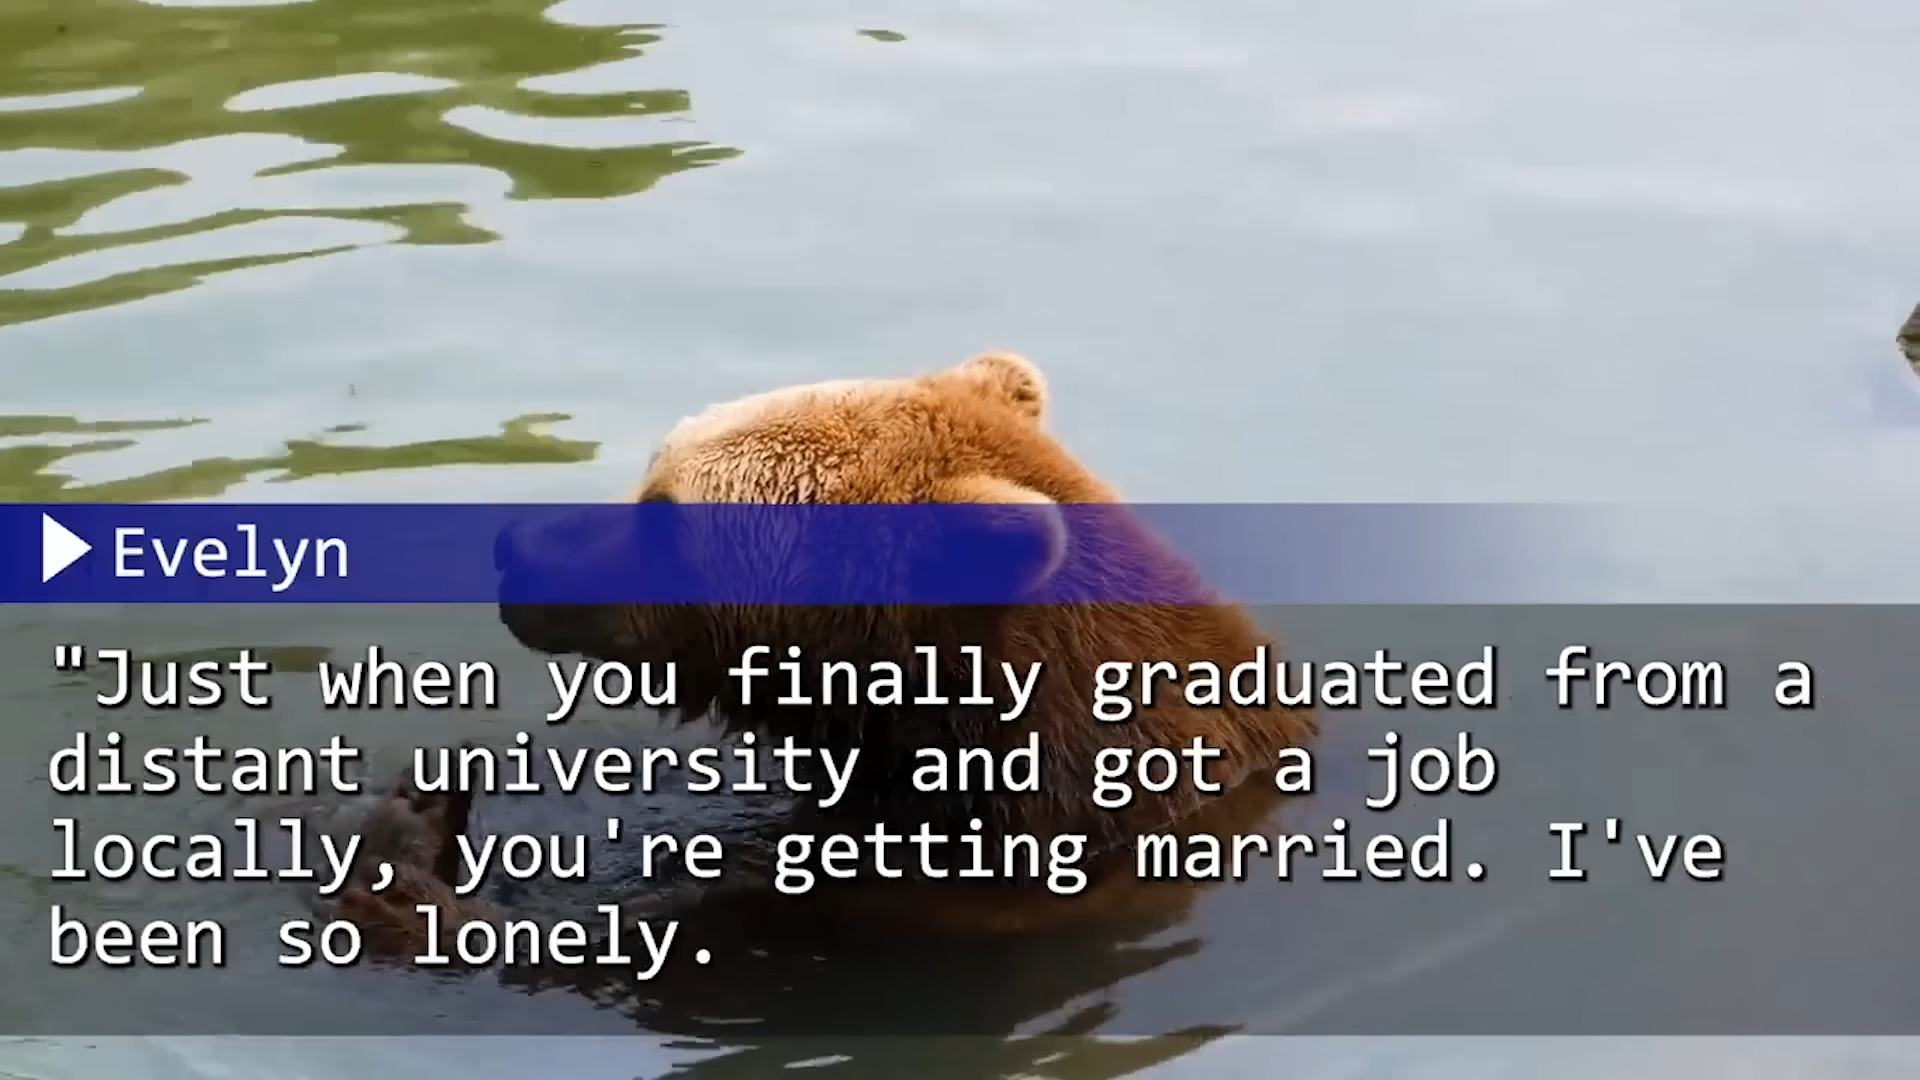 Evelyn
"Just when you finally graduated from a
distant university and got a job
locally, you're getting married. I've
been so lonely.